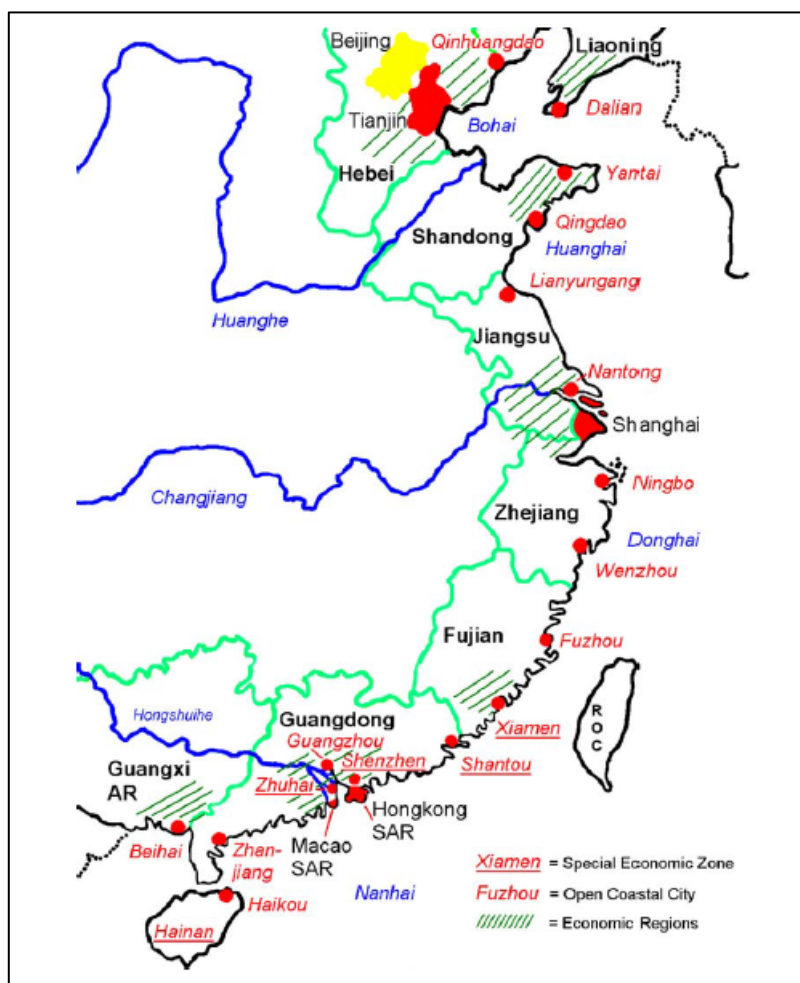 Beijing
Qinhuangdao
Liaoning
Tianjin
Bohai
Dalian
Hebei
Yantai
Shandong
Qingdao
Huanghai
Lianyungang
Huanghe
Jiangsu
Nantong
Shanghai
Changjiang
Ningbo
Zhejiang
Donghai
Wenzhou
Fujian
Fuzhou
ROC
Hongshuihe
Guangdong
Xiamen
Guangzhou
Shenzhen
Shantou
Guangxi
AR
Zhuhai
Hongkong
SAR
Macao
SAR
Beihai
Zhan-
jiang
Nanhai
Haikou
Hainan
Xiamen = Special Economic Zone
Fuzhou = Open Coastal City
= Economic Regions